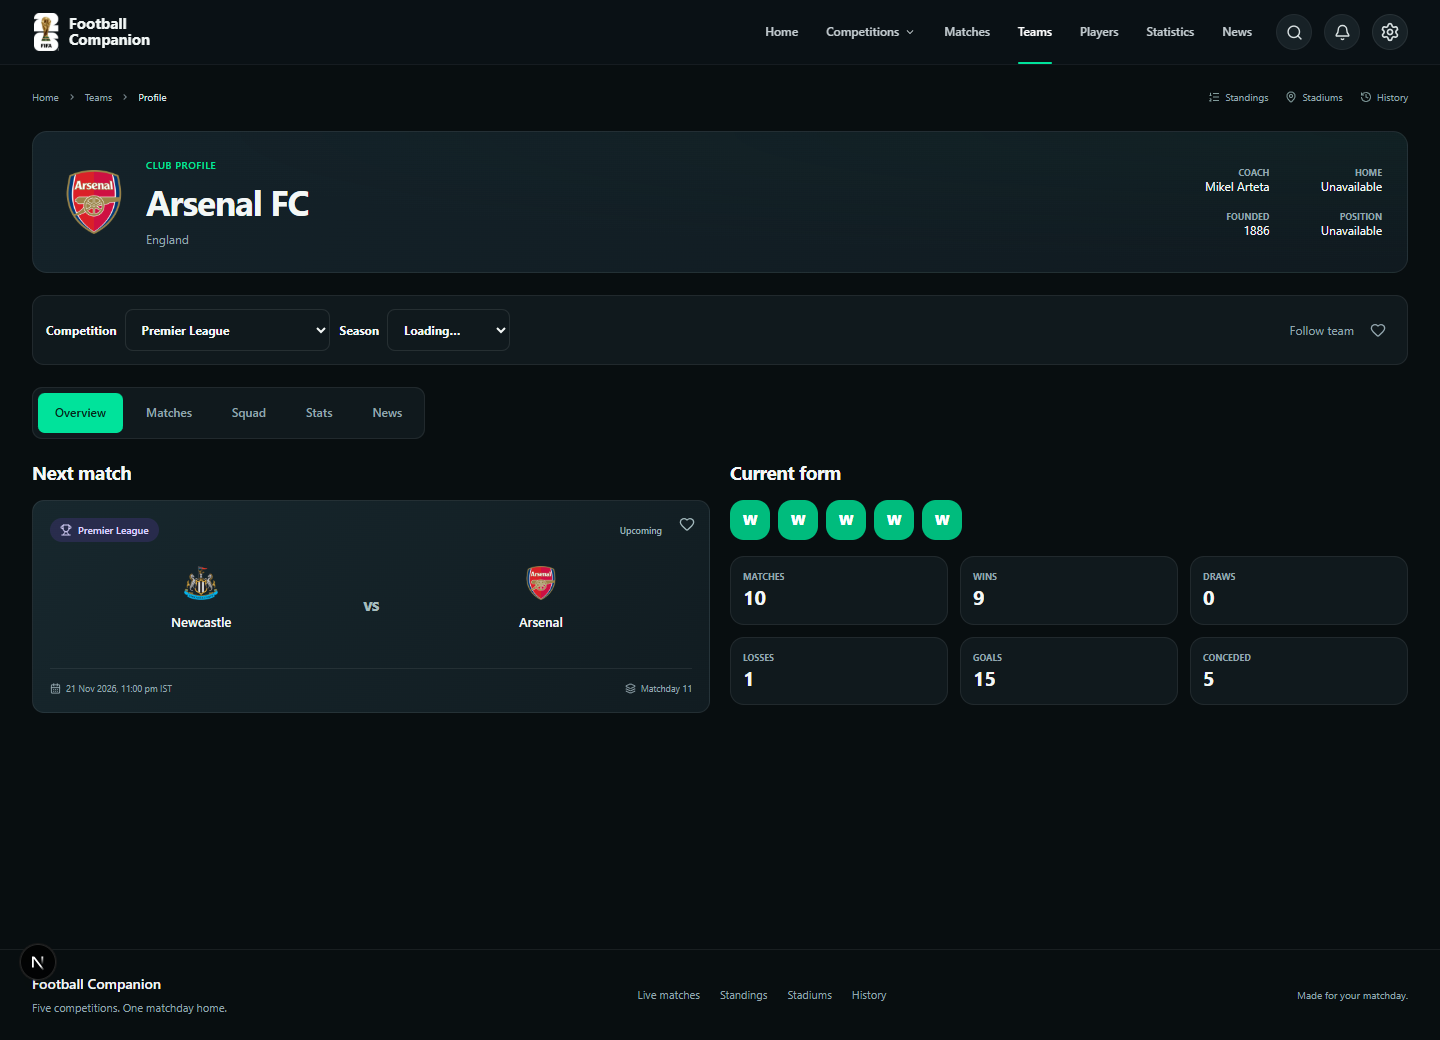 FIFA
Football
Companion
Home
Competitions
Matches
Teams
Players
Statistics
News
Home
Teams
Profile
Standings
Stadiums
History
Arsenal
CLUB PROFILE
Arsenal FC
England
COACH
Mikel Arteta
HOME
Unavailable
FOUNDED
1886
POSITION
Unavailable
Competition
Premier League
Season
Loading...
Follow team
Overview
Matches
Squad
Stats
News
Next match
Premier League
Upcoming
Newcastle
vs
Arsenal
Arsenal
21 Nov 2026, 11:00 pm IST
Matchday 11
Current form
W W W W W
MATCHES
10
WINS
9
DRAWS
0
LOSSES
1
GOALS
15
CONCEDED
5
N
Football Companion
Five competitions. One matchday home.
Live matches
Standings
Stadiums
History
Made for your matchday.